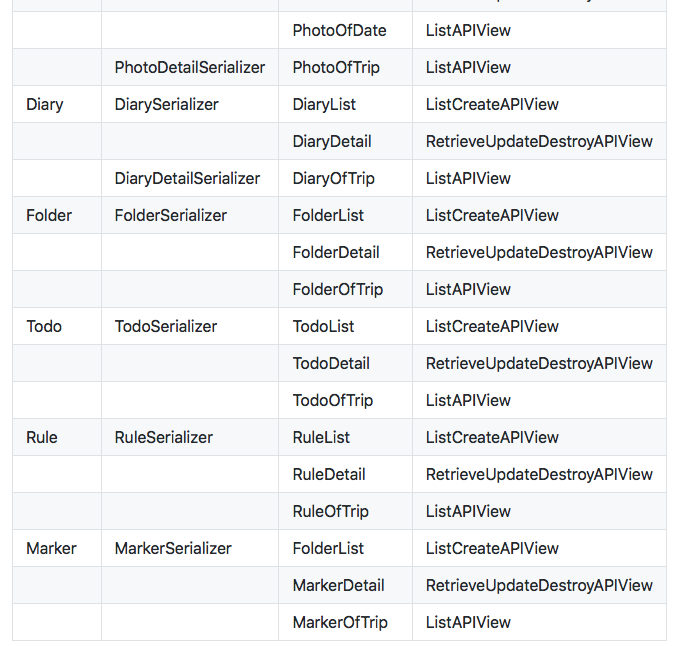 PhotoOfDate ListAPIView
PhotoDetailSerializer PhotoOfTrip ListAPIView
Diary DiarySerializer DiaryList ListCreateAPIView
DiaryDetail RetrieveUpdateDestroyAPIView
DiaryDetailSerializer DiaryOfTrip ListAPIView
Folder FolderSerializer FolderList ListCreateAPIView
FolderDetail RetrieveUpdateDestroyAPIView
FolderOfTrip ListAPIView
Todo TodoSerializer TodoList ListCreateAPIView
TodoDetail RetrieveUpdateDestroyAPIView
TodoOfTrip ListAPIView
Rule RuleSerializer RuleList ListCreateAPIView
RuleDetail RetrieveUpdateDestroyAPIView
RuleOfTrip ListAPIView
Marker MarkerSerializer FolderList ListCreateAPIView
MarkerDetail RetrieveUpdateDestroyAPIView
MarkerOfTrip ListAPIView